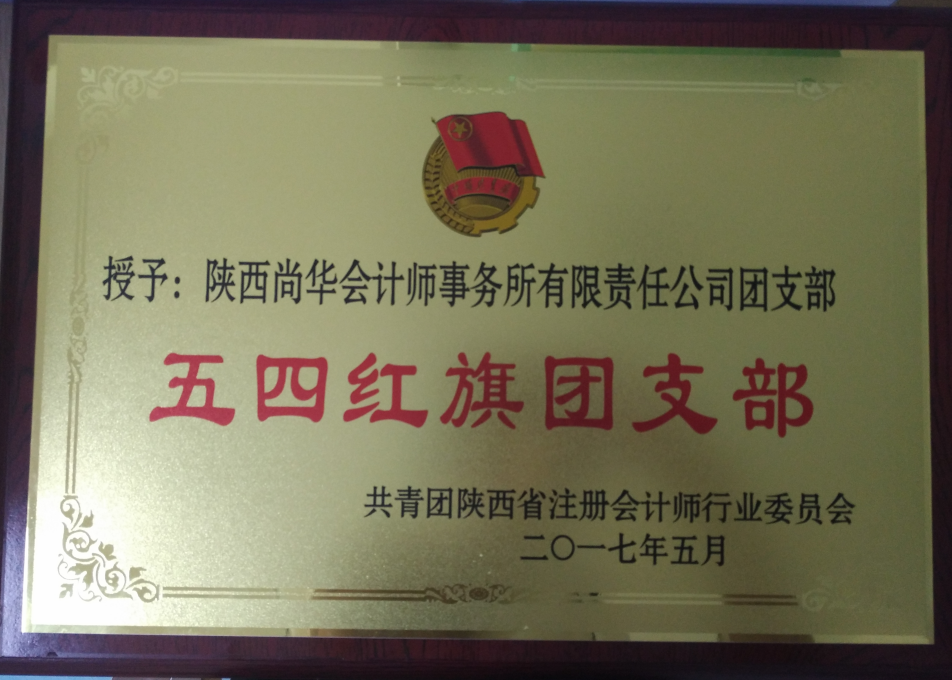 授予：陕西尚华会计师事务所有限责任公司团支部
五四红旗团支部
共青团陕西省注册会计师行业委员会
二〇一七年五月